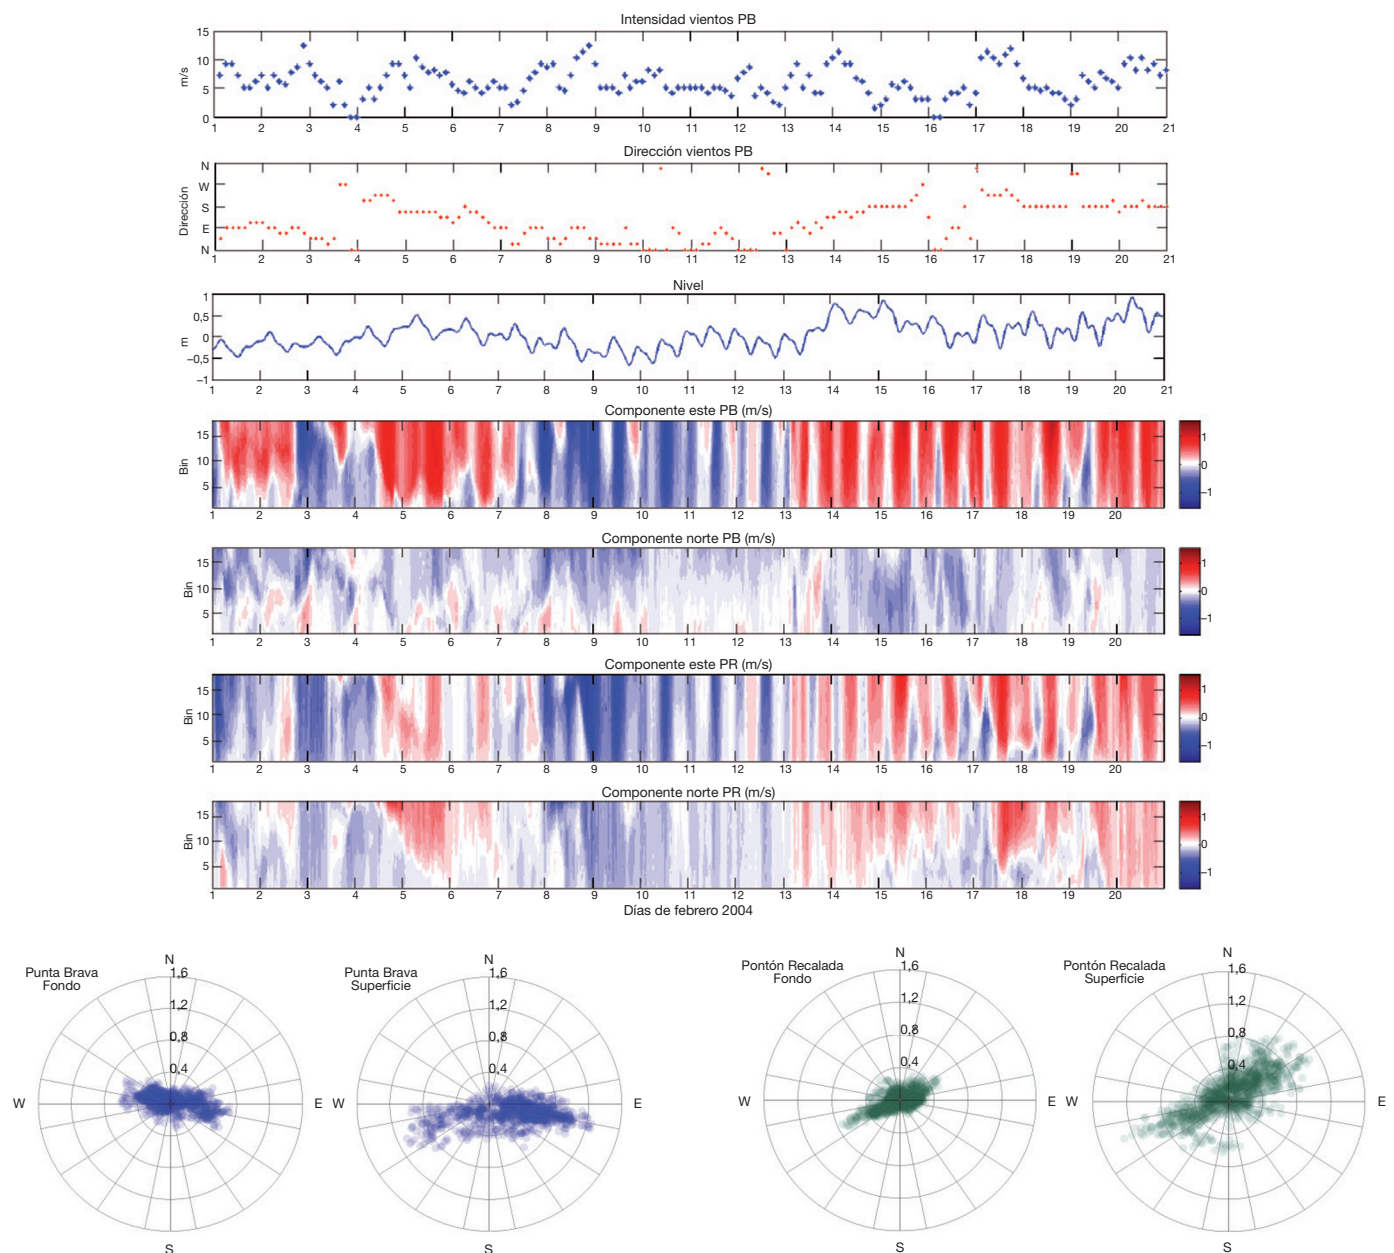 Intensidad vientos PB
15
10
5
0
m/s
1 2 3 4 5 6 7 8 9 10 11 12 13 14 15 16 17 18 19 20 21
Dirección vientos PB
N
W
S
E
N
Dirección
1 2 3 4 5 6 7 8 9 10 11 12 13 14 15 16 17 18 19 20 21
Nivel
1
0,5
0
−0,5
−1
m
1 2 3 4 5 6 7 8 9 10 11 12 13 14 15 16 17 18 19 20 21
Componente este PB (m/s)
15
10
5
Bin
1
0
−1
1 2 3 4 5 6 7 8 9 10 11 12 13 14 15 16 17 18 19 20
Componente norte PB (m/s)
15
10
5
Bin
1
0
−1
1 2 3 4 5 6 7 8 9 10 11 12 13 14 15 16 17 18 19 20
Componente este PR (m/s)
15
10
5
Bin
1
0
−1
1 2 3 4 5 6 7 8 9 10 11 12 13 14 15 16 17 18 19 20
Componente norte PR (m/s)
15
10
5
Bin
1
0
−1
1 2 3 4 5 6 7 8 9 10 11 12 13 14 15 16 17 18 19 20
Días de febrero 2004
Punta Brava
Fondo
N
1,6
1,2
0,8
0,4
W
E
S
Punta Brava
Superficie
N
1,6
1,2
0,8
0,4
W
E
S
Pontón Recalada
Fondo
N
1,6
1,2
0,8
0,4
W
E
S
Pontón Recalada
Superficie
N
1,6
1,2
0,8
0,4
W
E
S